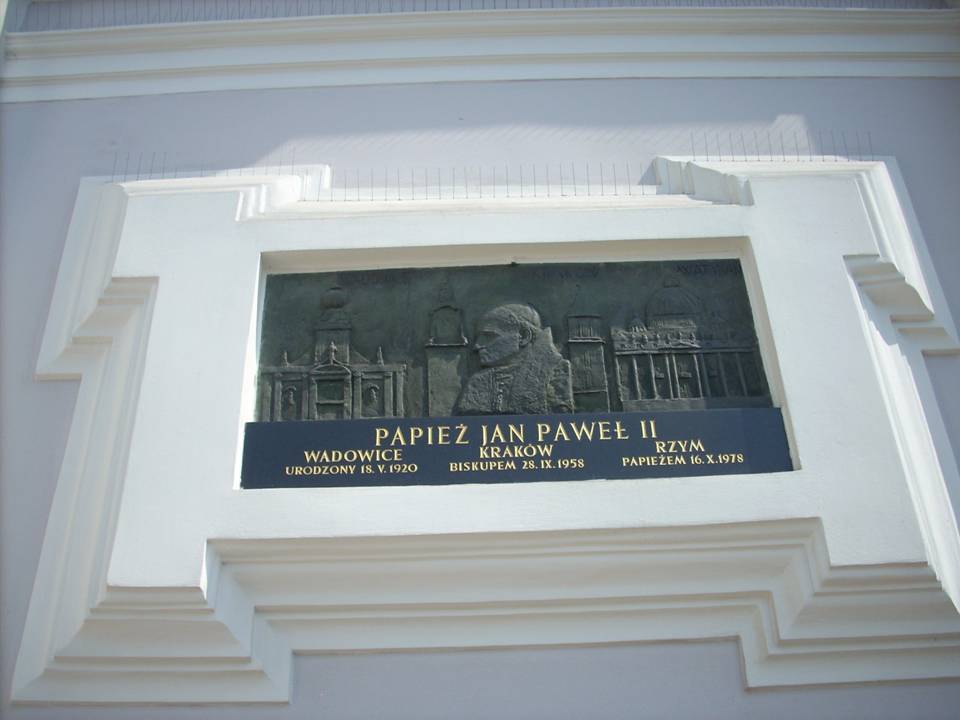 PAPIEŻ JAN PAWEŁ II
WADOWICE KRAKÓW RZYM
URODZONY 18.V.1920 BISKUPEM 28.IX.1958 PAPIEŻEM 16.X.1978